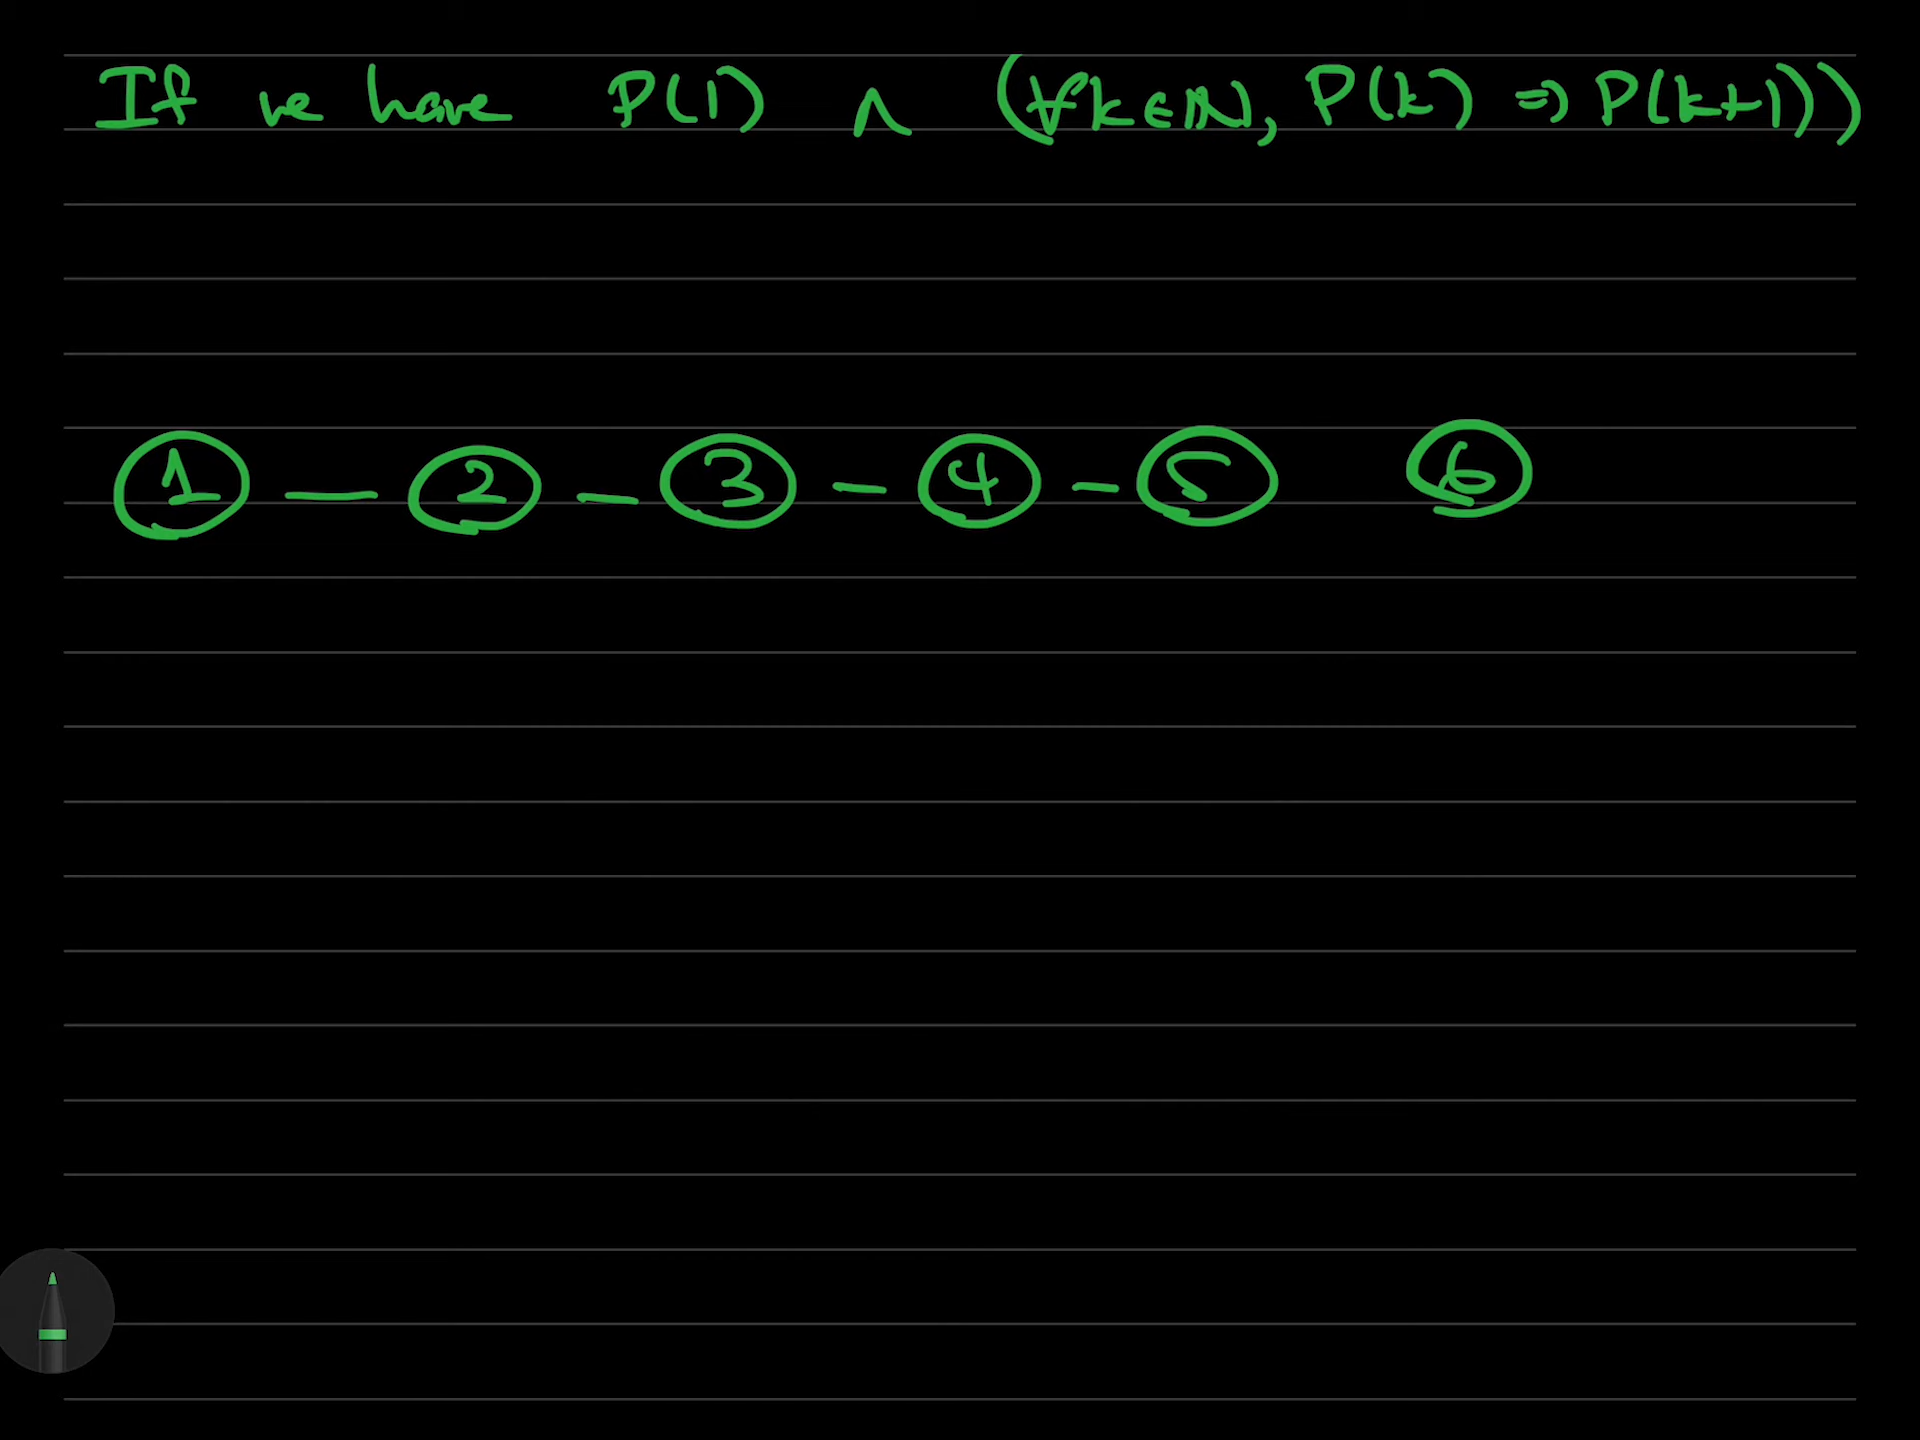 If we have P(1) ∧ (∀k∈ℕ, P(k) ⇒ P(k+1))
① — ② — ③ — ④ — ⑤ ⑥